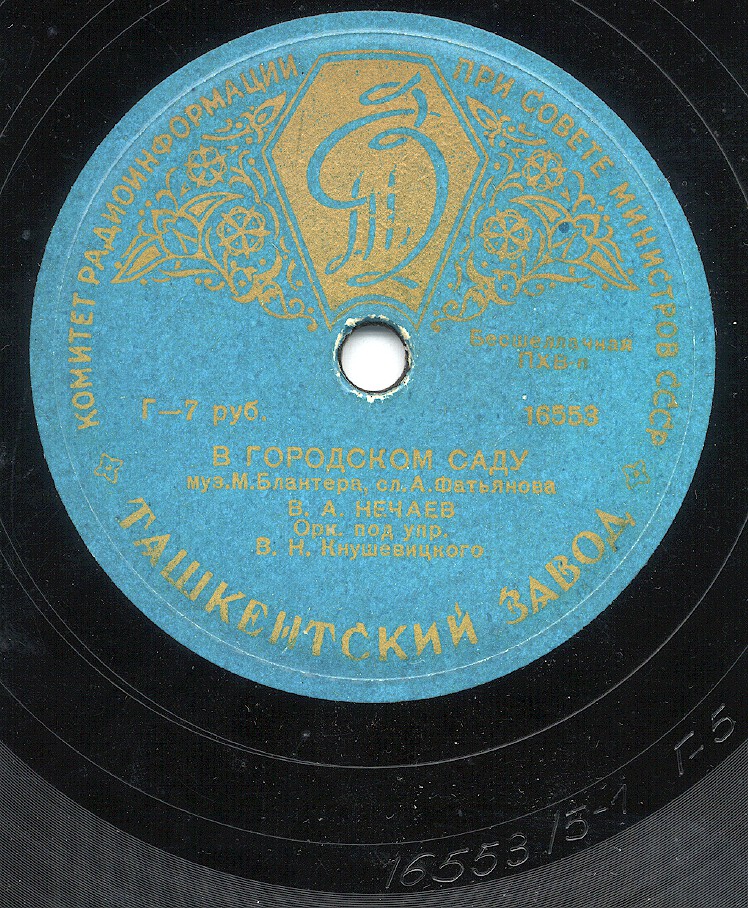 КОМИТЕТ РАДИОИНФОРМАЦИИ ПРИ СОВЕТЕ МИНИСТРОВ СССР
Бесшеллачная
ПХВ-п
Г—7 руб.
16553
В ГОРОДСКОМ САДУ
муз. М. Блантера, сл. А. Фатьянова
В. А. НЕЧАЕВ
Орк. под упр.
В. Н. Кнушевицкого
ТАШКЕНТСКИЙ ЗАВОД
16553/5-1 Г-5